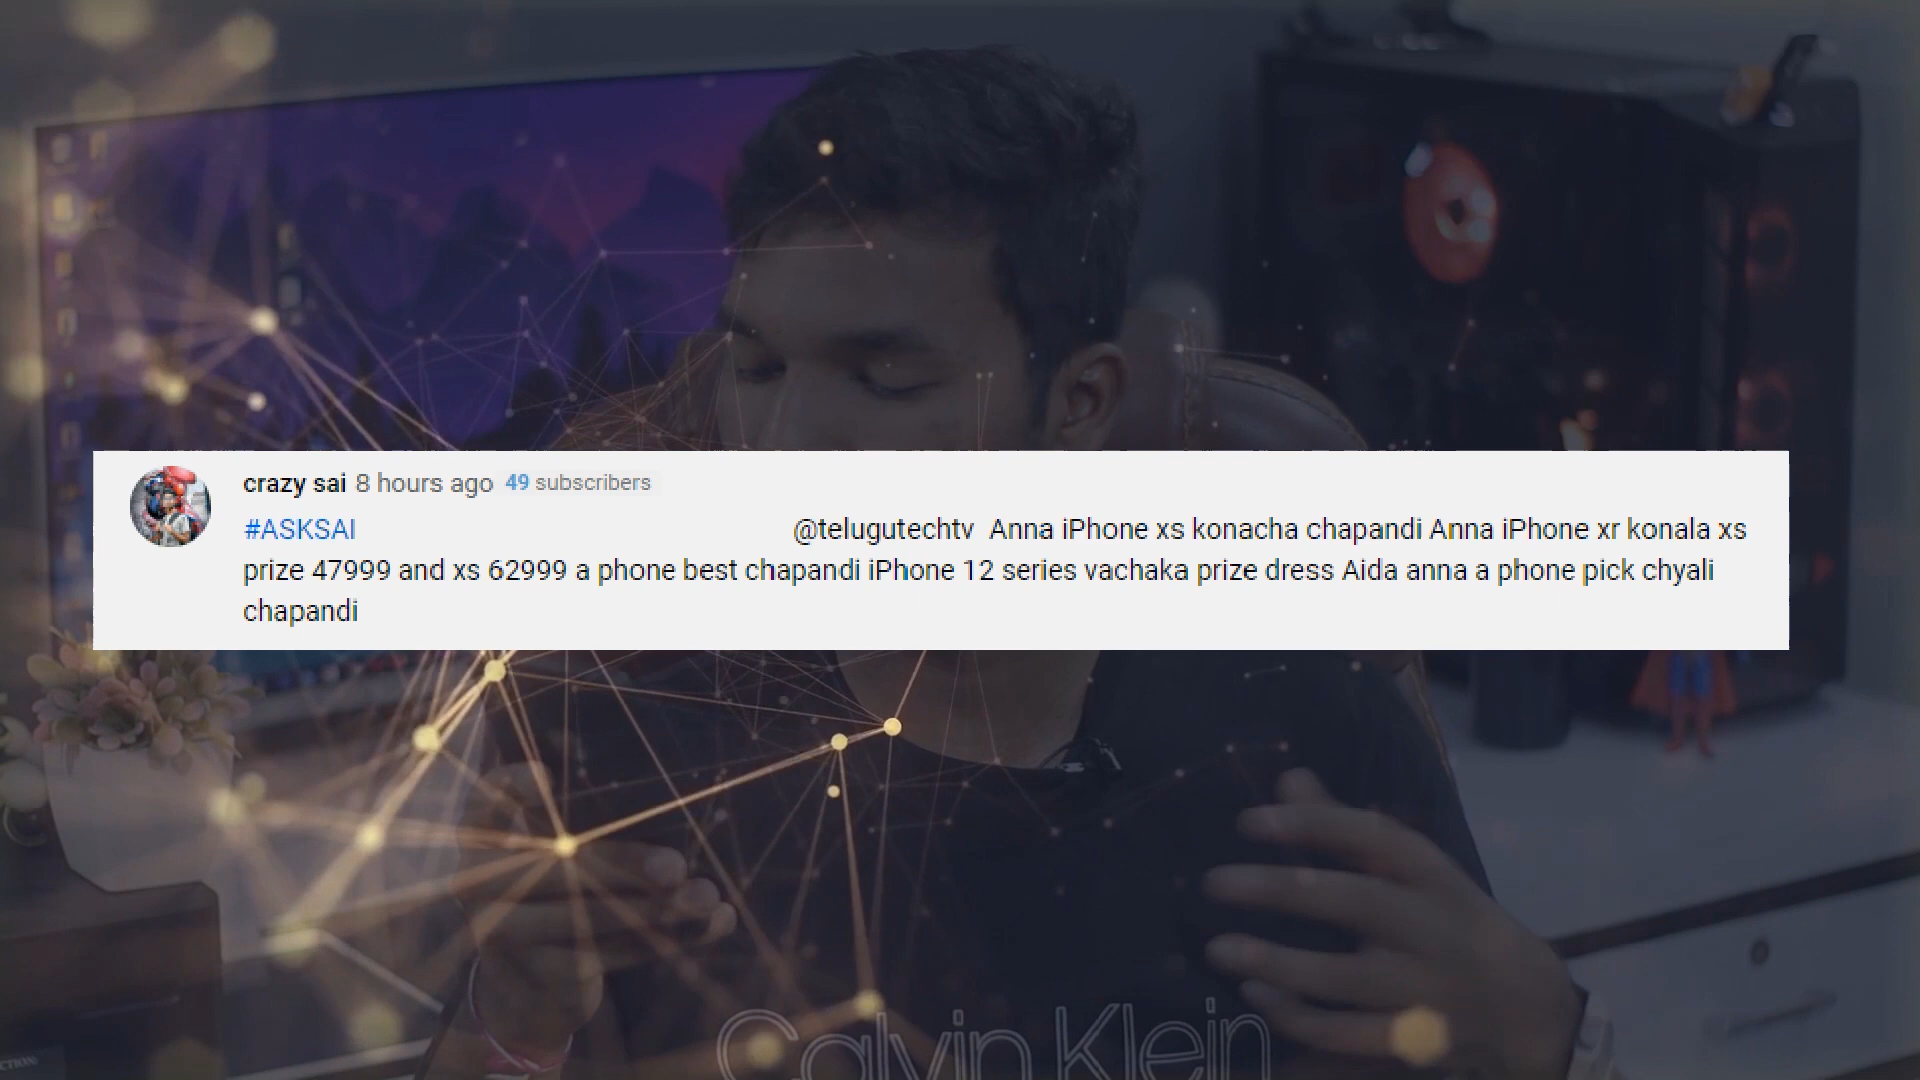 crazy sai 8 hours ago 49 subscribers
#ASKSAI @telugutechtv Anna iPhone xs konacha chapandi Anna iPhone xr konala xs
prize 47999 and xs 62999 a phone best chapandi iPhone 12 series vachaka prize dress Aida anna a phone pick chyali
chapandi
Calvin Klein